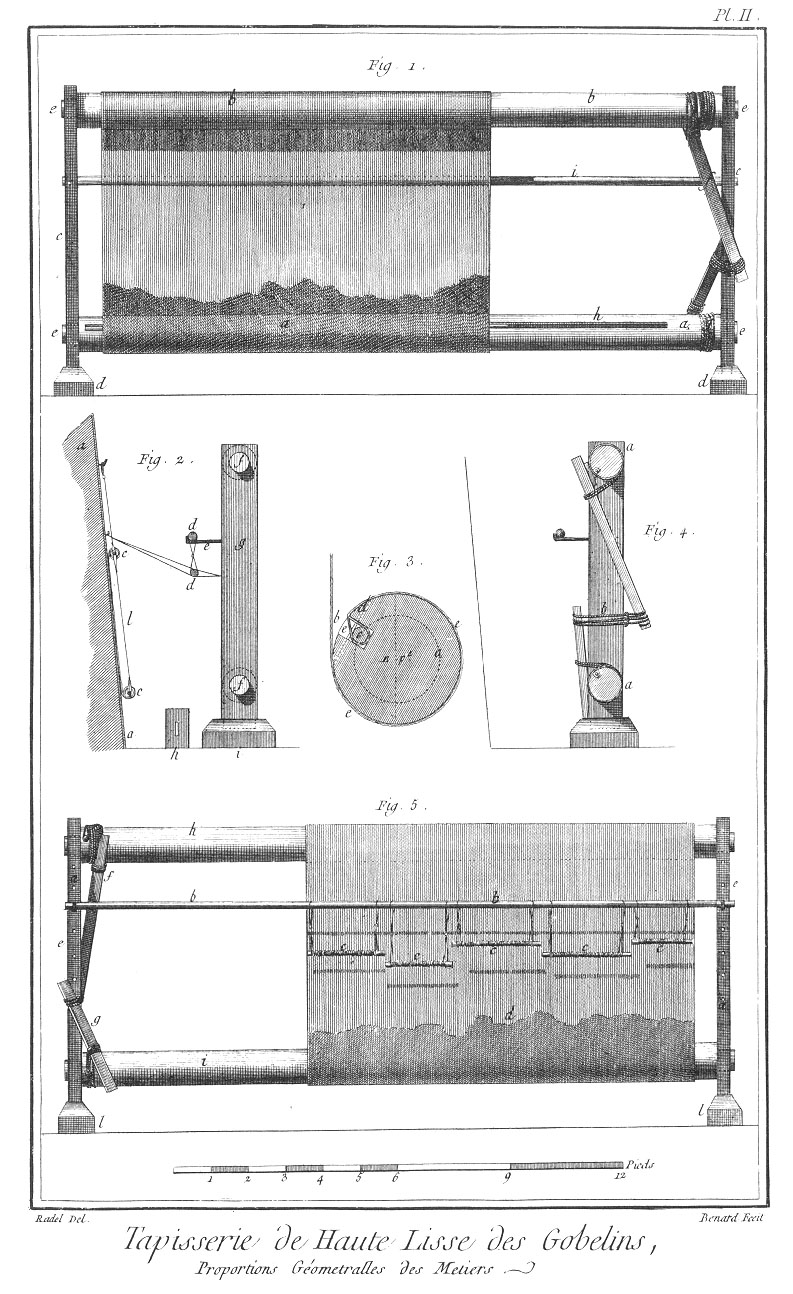 Pl. II.
Fig. 1.
b b
e e
i c
c
a h a
e e
d d
Fig. 2.
a
f
d
e g
c
d
l
c f
a
h i
Fig. 3.
d
b e
e
a
e
Fig. 4.
a
b
a
Fig. 5.
h
f
b b
e e
c c c c c
g d
i
l l
Pieds
1 2 3 4 5 6 9 12
Radel Del. Benard Fecit
Tapisserie de Haute Lisse des Gobelins,
Proportions Géometralles des Metiers